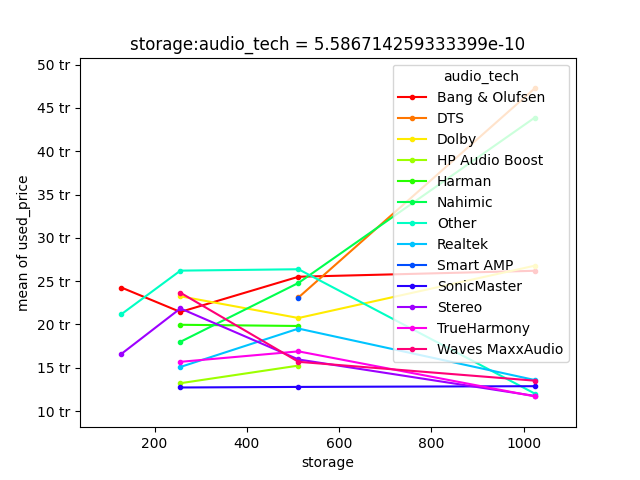 storage:audio_tech = 5.586714259333399e-10
50 tr
45 tr
40 tr
35 tr
30 tr
25 tr
20 tr
15 tr
10 tr
mean of used_price
audio_tech
Bang & Olufsen
DTS
Dolby
HP Audio Boost
Harman
Nahimic
Other
Realtek
Smart AMP
SonicMaster
Stereo
TrueHarmony
Waves MaxxAudio
200
400
600
800
1000
storage